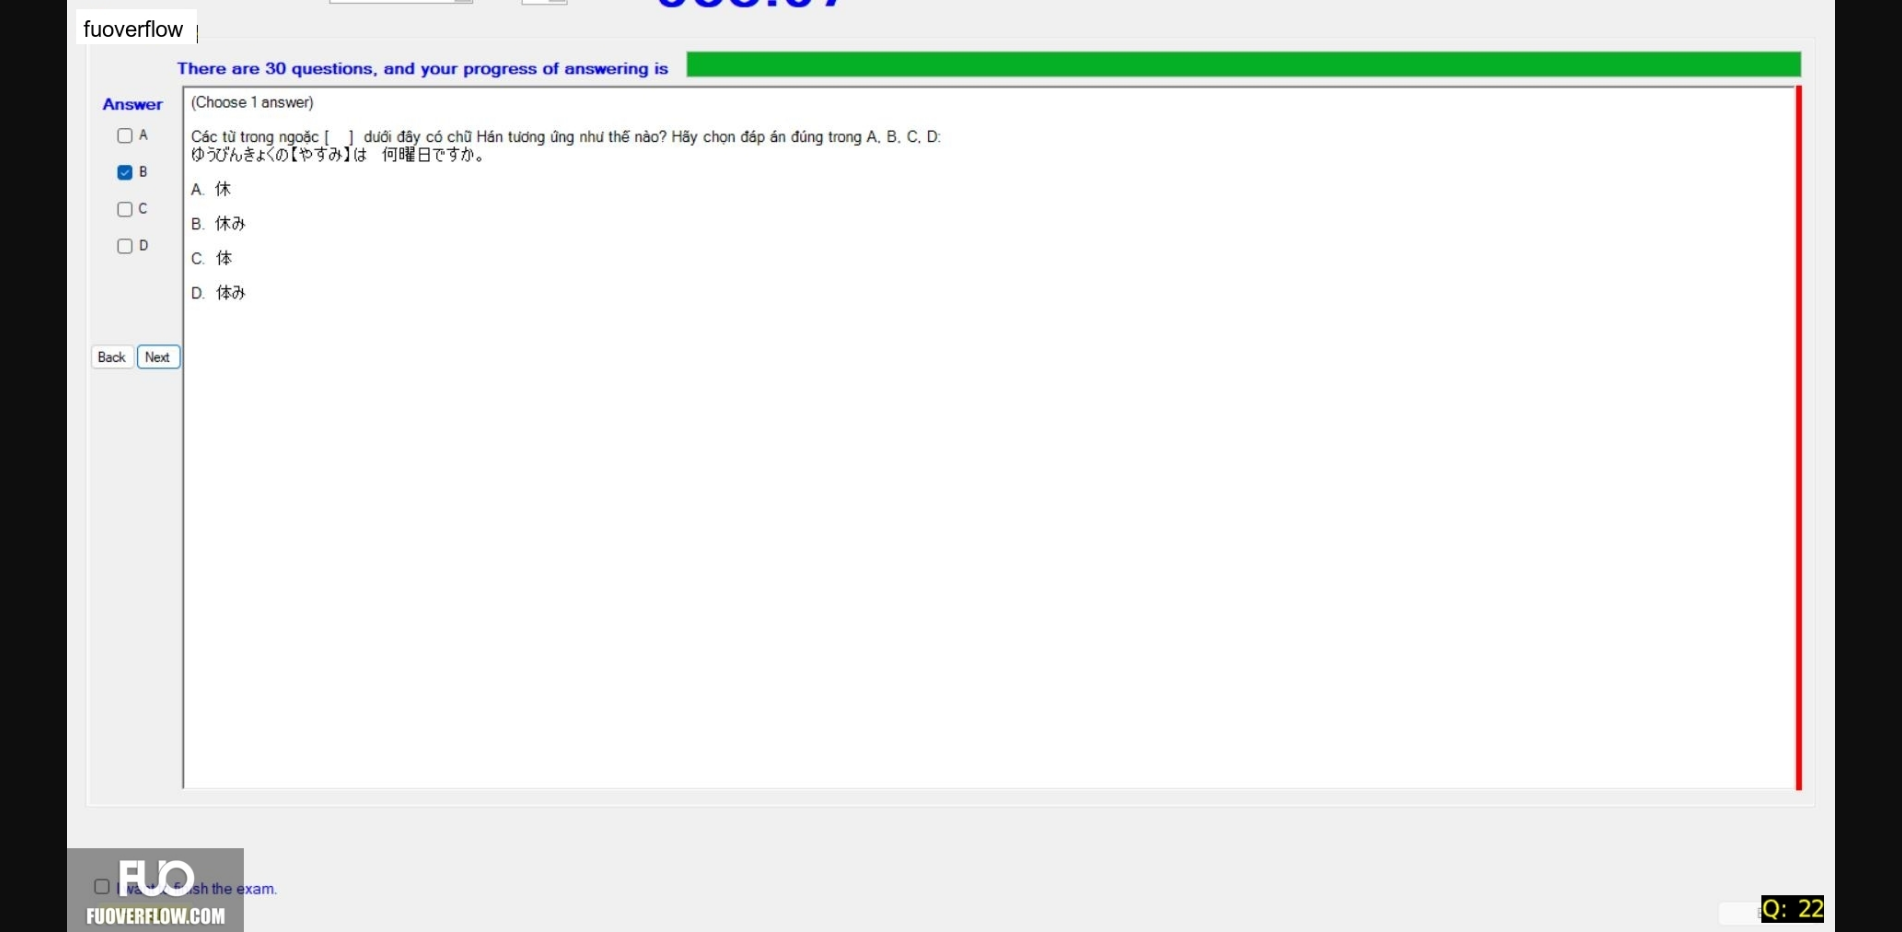 fuoverflow
There are 30 questions, and your progress of answering is
Answer
(Choose 1 answer)
A
Các từ trong ngoặc [ ] dưới đây có chữ Hán tương ứng như thế nào? Hãy chọn đáp án đúng trong A, B, C, D:
ゆうびんきょくの【やすみ】は 何曜日ですか。
B
A. 休
C
B. 休み
D
C. 体
D. 体み
Back Next
FUO
finish the exam.
FUOVERFLOW.COM
Q: 22